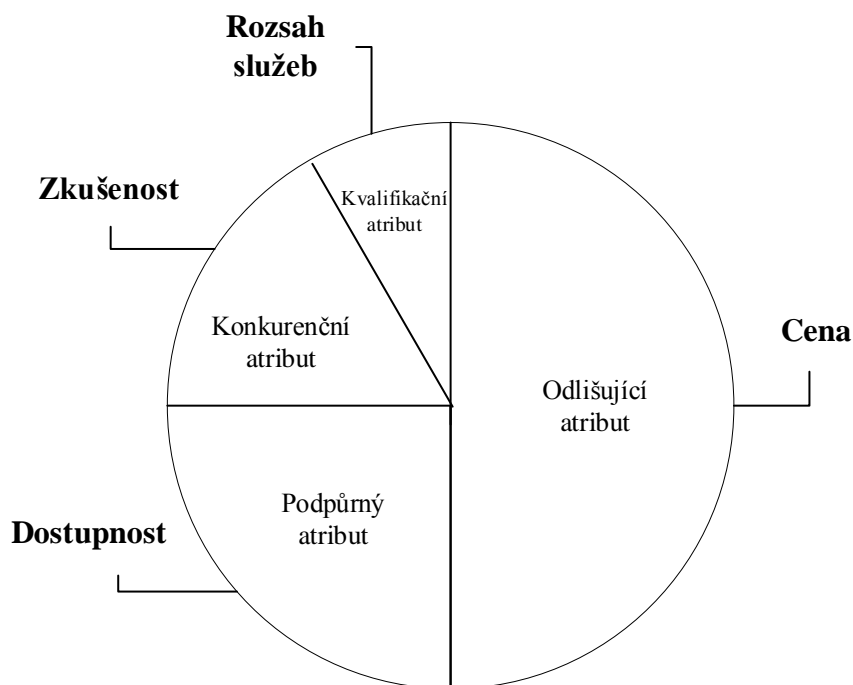 Rozsah
služeb
Zkušenost
Kvalifikační
atribut
Konkurenční
atribut
Cena
Odlišující
atribut
Podpůrný
atribut
Dostupnost